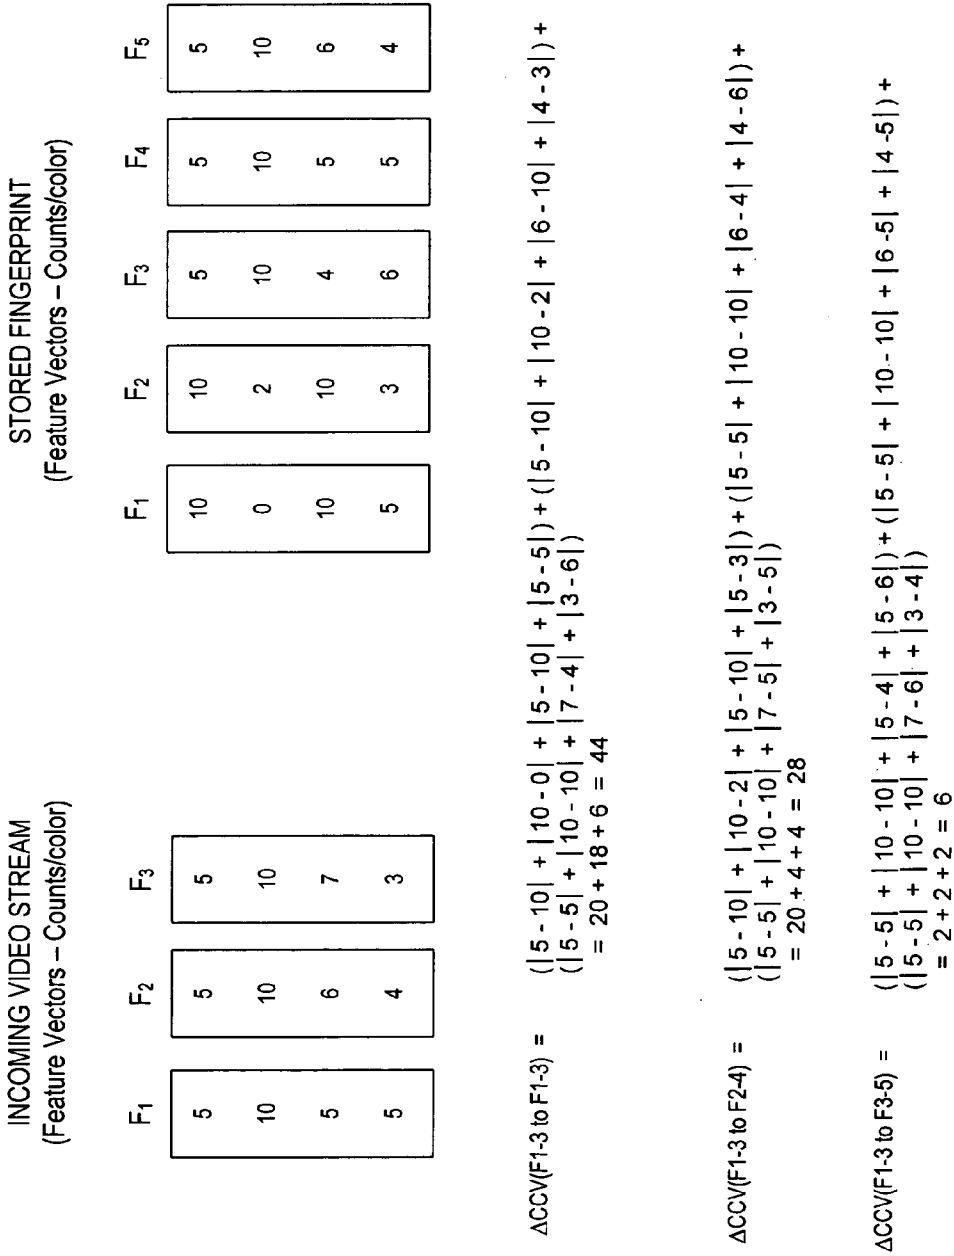 INCOMING VIDEO STREAM
(Feature Vectors – Counts/color)
F1 F2 F3
5 5 5
10 10 10
5 6 7
5 4 3
STORED FINGERPRINT
(Feature Vectors – Counts/color)
F1 F2 F3 F4 F5
10 10 5 5 5
0 2 10 10 10
10 10 4 5 6
5 3 6 5 4
ΔCCV(F1-3 to F1-3) = (|5 - 10| + |10 - 0| + |5 - 10| + |5 - 5|) + (|5 - 10| + |10 - 2| + |6 - 10| + |4 - 3|) +
(|5 - 5| + |10 - 10| + |7 - 4| + |3 - 6|)
= 20 + 18 + 6 = 44
ΔCCV(F1-3 to F2-4) = (|5 - 10| + |10 - 2| + |5 - 10| + |5 - 3|) + (|5 - 5| + |10 - 10| + |6 - 4| + |4 - 6|) +
(|5 - 5| + |10 - 10| + |7 - 5| + |3 - 5|)
= 20 + 4 + 4 = 28
ΔCCV(F1-3 to F3-5) = (|5 - 5| + |10 - 10| + |5 - 4| + |5 - 6|) + (|5 - 5| + |10 - 10| + |6 -5| + |4 -5|) +
(|5 - 5| + |10 - 10| + |7 - 6| + |3 - 4|)
= 2 + 2 + 2 = 6